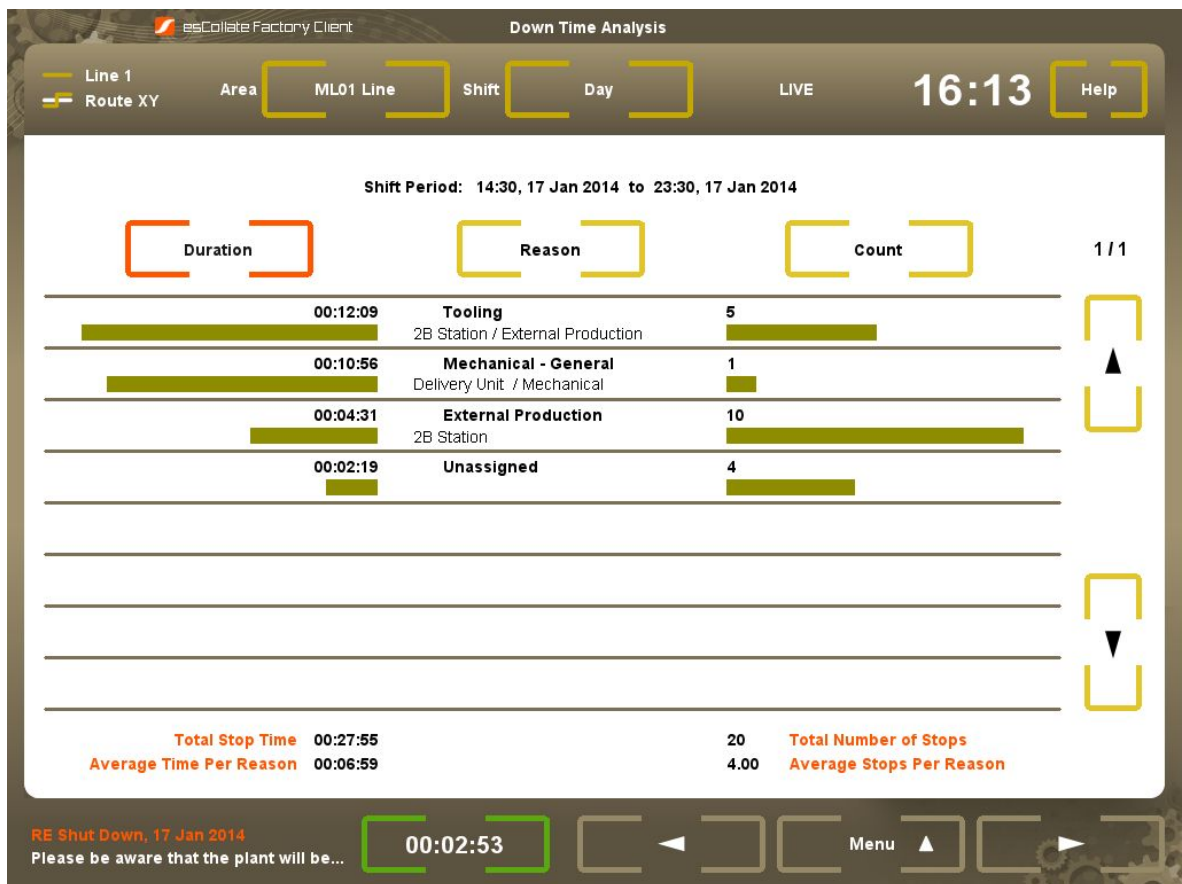 esCollate Factory Client
Down Time Analysis
Line 1
Route XY
Area
ML01 Line
Shift
Day
LIVE
16:13
Help
Shift Period: 14:30, 17 Jan 2014 to 23:30, 17 Jan 2014
Duration
Reason
Count
1 / 1
00:12:09 Tooling 5
2B Station / External Production
00:10:56 Mechanical - General 1
Delivery Unit / Mechanical
00:04:31 External Production 10
2B Station
00:02:19 Unassigned 4
Total Stop Time 00:27:55 20 Total Number of Stops
Average Time Per Reason 00:06:59 4.00 Average Stops Per Reason
RE Shut Down, 17 Jan 2014
Please be aware that the plant will be...
00:02:53
Menu